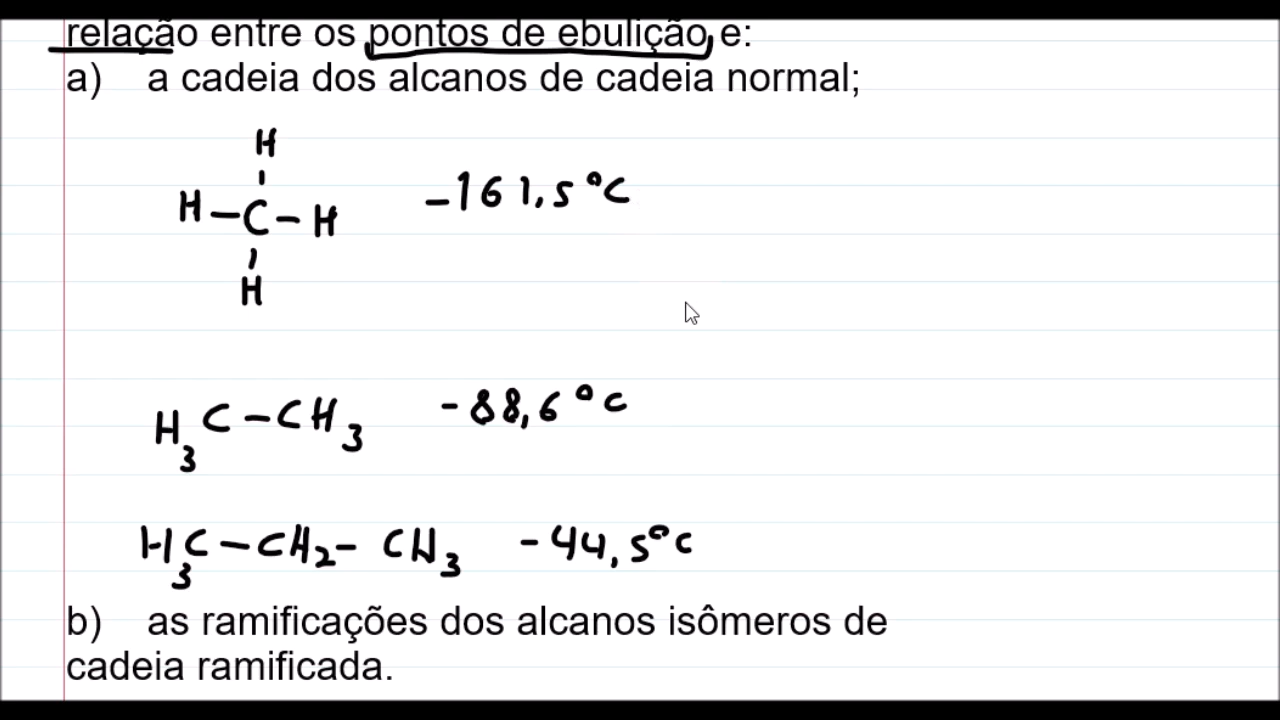 relação entre os pontos de ebulição e:
a) a cadeia dos alcanos de cadeia normal;
H
H-C-H -161,5°C
H
H3C-CH3 -88,6°C
H3C-CH2-CH3 -44,5°C
b) as ramificações dos alcanos isômeros de
cadeia ramificada.